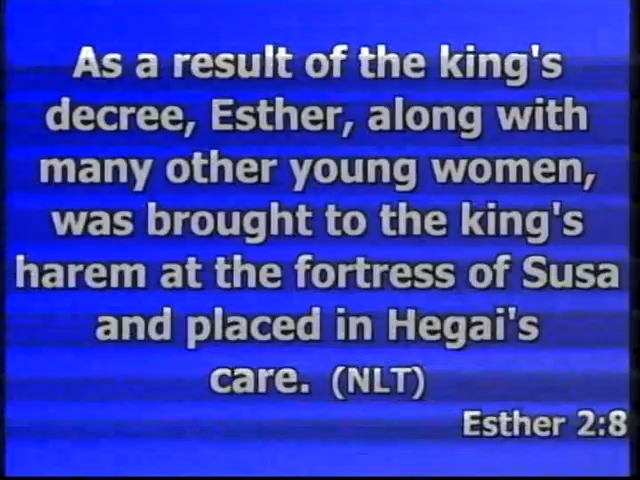 As a result of the king's
decree, Esther, along with
many other young women,
was brought to the king's
harem at the fortress of Susa
and placed in Hegai's
care. (NLT)
Esther 2:8